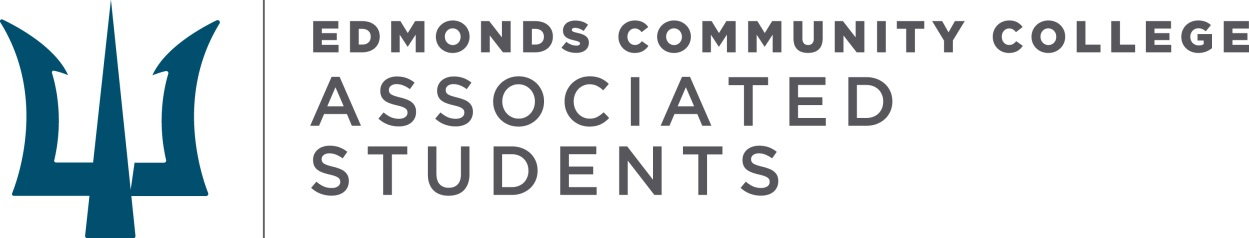 EDMONDS COMMUNITY COLLEGE
ASSOCIATED
STUDENTS